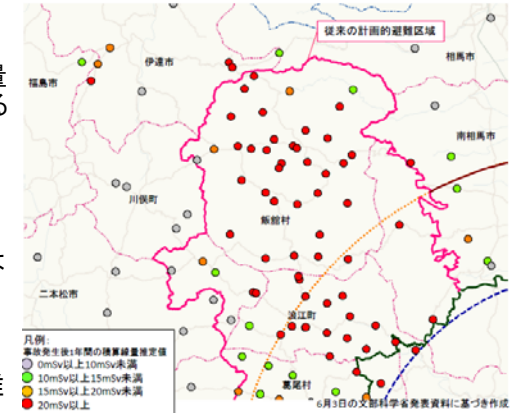 量
る
は
進
従来の計画的避難区域
相馬市
伊達市
福島市
南相馬市
川俣町
飯舘村
二本松市
浪江町
葛尾村
凡例:
事故発生後1年間の積算線量推定値
0mSv以上10mSv未満
10mSv以上15mSv未満
15mSv以上20mSv未満
20mSv以上
6月3日の文部科学省発表資料に基づき作成